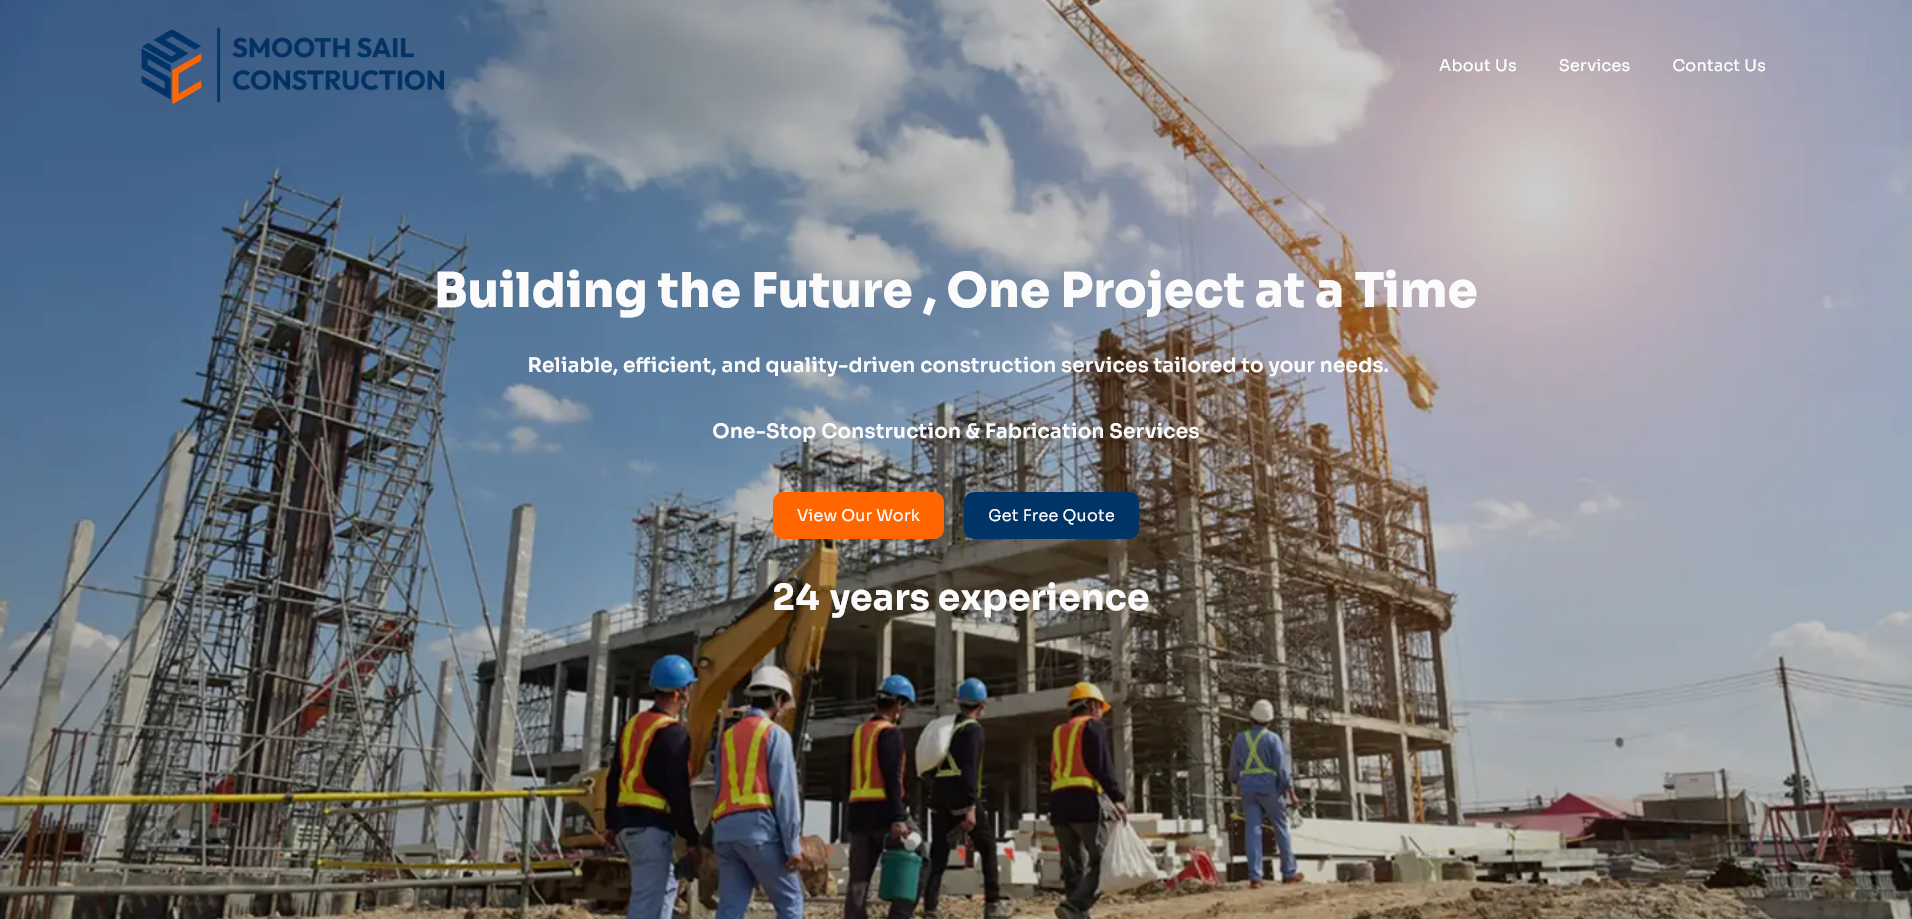 SMOOTH SAIL
CONSTRUCTION
About Us
Services
Contact Us
Building the Future , One Project at a Time
Reliable, efficient, and quality-driven construction services tailored to your needs.
One-Stop Construction & Fabrication Services
View Our Work
Get Free Quote
24 years experience